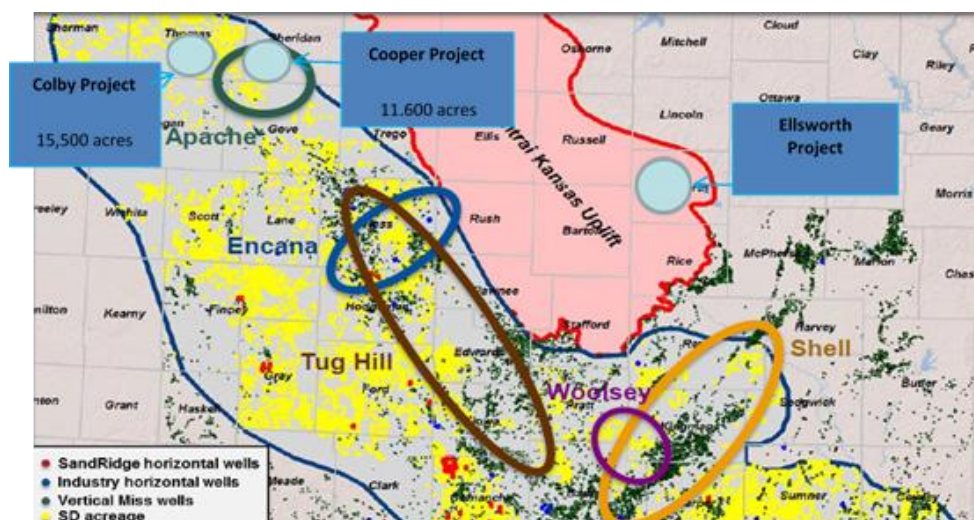 Sherman
Thomas
Sheridan
Osborne
Mitchell
Cloud
Clay
Riley
Colby Project
15,500 acres
Cooper Project
11.600 acres
Apache
Gove
Trego
Ellis
Russell
Lincoln
Ottawa
Geary
Ellsworth
Project
Morris
Wichita
Scott
Lane
Encana
Rush
Kansas Uplift
Rice
McPherson
Marion
Kearny
Finney
Stafford
Harvey
Tug Hill
Edwards
Shell
Woolsey
Grant
Haskell
Gray
Ford
Pratt
Sedgwick
Butler
Meade
Clark
Sumner
SandRidge horizontal wells
Industry horizontal wells
Vertical Miss wells
SD acreage